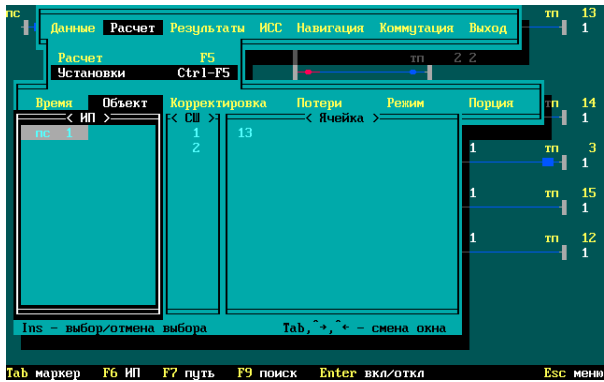 пс тп 13
Данные Расчет Результаты ИСС Навигация Коммутация Выход 1
Расчет F5 тп 2 2
Установки Ctrl-F5
Время Объект Корректировка Потери Режим Порция тп 14
< ИП > < СШ > < Ячейка > 1
пс 1 1 13
2 1 тп 3
1
тп 15
1 1
1 тп 12
1
Ins - выбор/отмена выбора Tab,^→,^← - смена окна
Tab маркер F6 ИП F7 путь F9 поиск Enter вкл/откл Esc меню